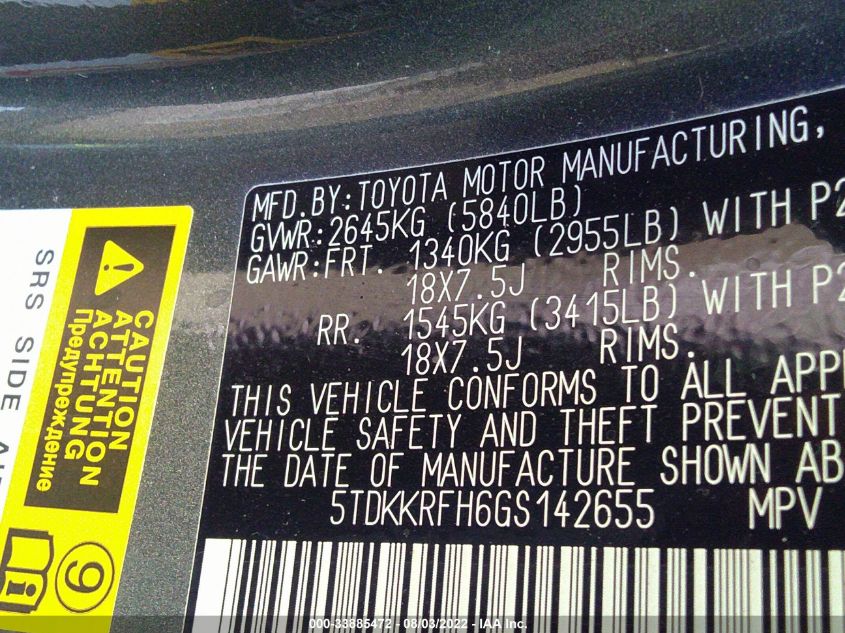 MFD.BY:TOYOTA MOTOR MANUFACTURING,
GVWR:2645KG (5840LB)
GAWR:FRT. 1340KG (2955LB) WITH P2
18X7.5J RIMS.
RR. 1545KG (3415LB) WITH P2
18X7.5J RIMS.
THIS VEHICLE CONFORMS TO ALL APPL
VEHICLE SAFETY AND THEFT PREVENT
THE DATE OF MANUFACTURE SHOWN AB
5TDKKRFH6GS142655 MPV
SRS SIDE
CAUTION
ATTENTION
ACHTUNG
Предупреждение
9
i
000-33885472 - 08/03/2022 - IAA Inc.